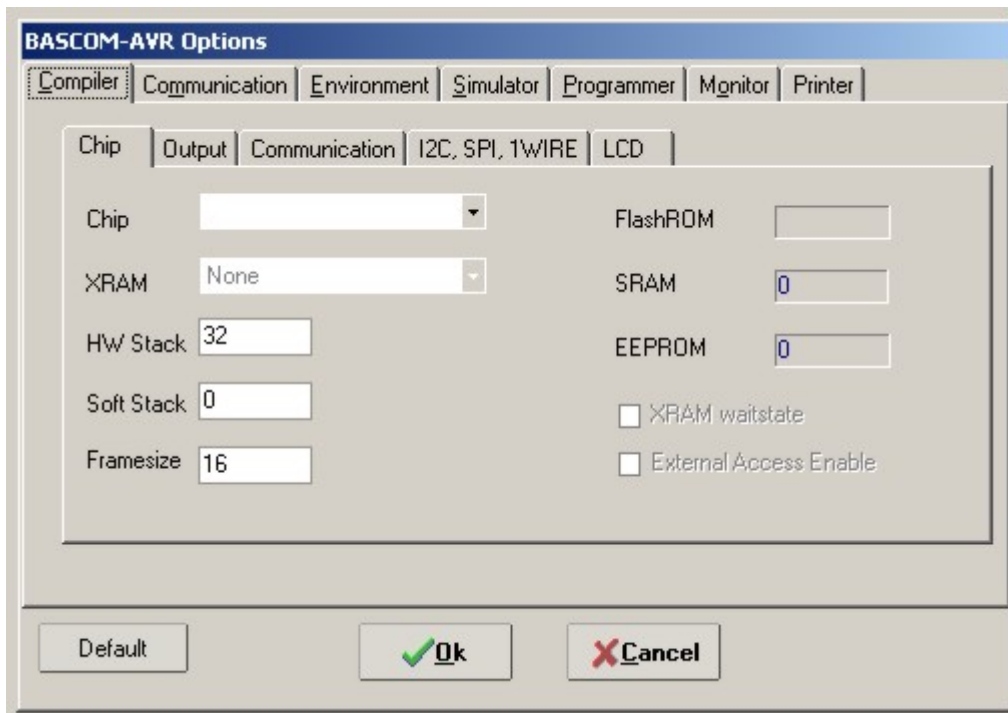 BASCOM-AVR Options
Compiler Communication Environment Simulator Programmer Monitor Printer
Chip Output Communication I2C, SPI, 1WIRE LCD
Chip FlashROM
XRAM None SRAM 0
HW Stack 32 EEPROM 0
Soft Stack 0 XRAM waitstate
Framesize 16 External Access Enable
Default Ok Cancel